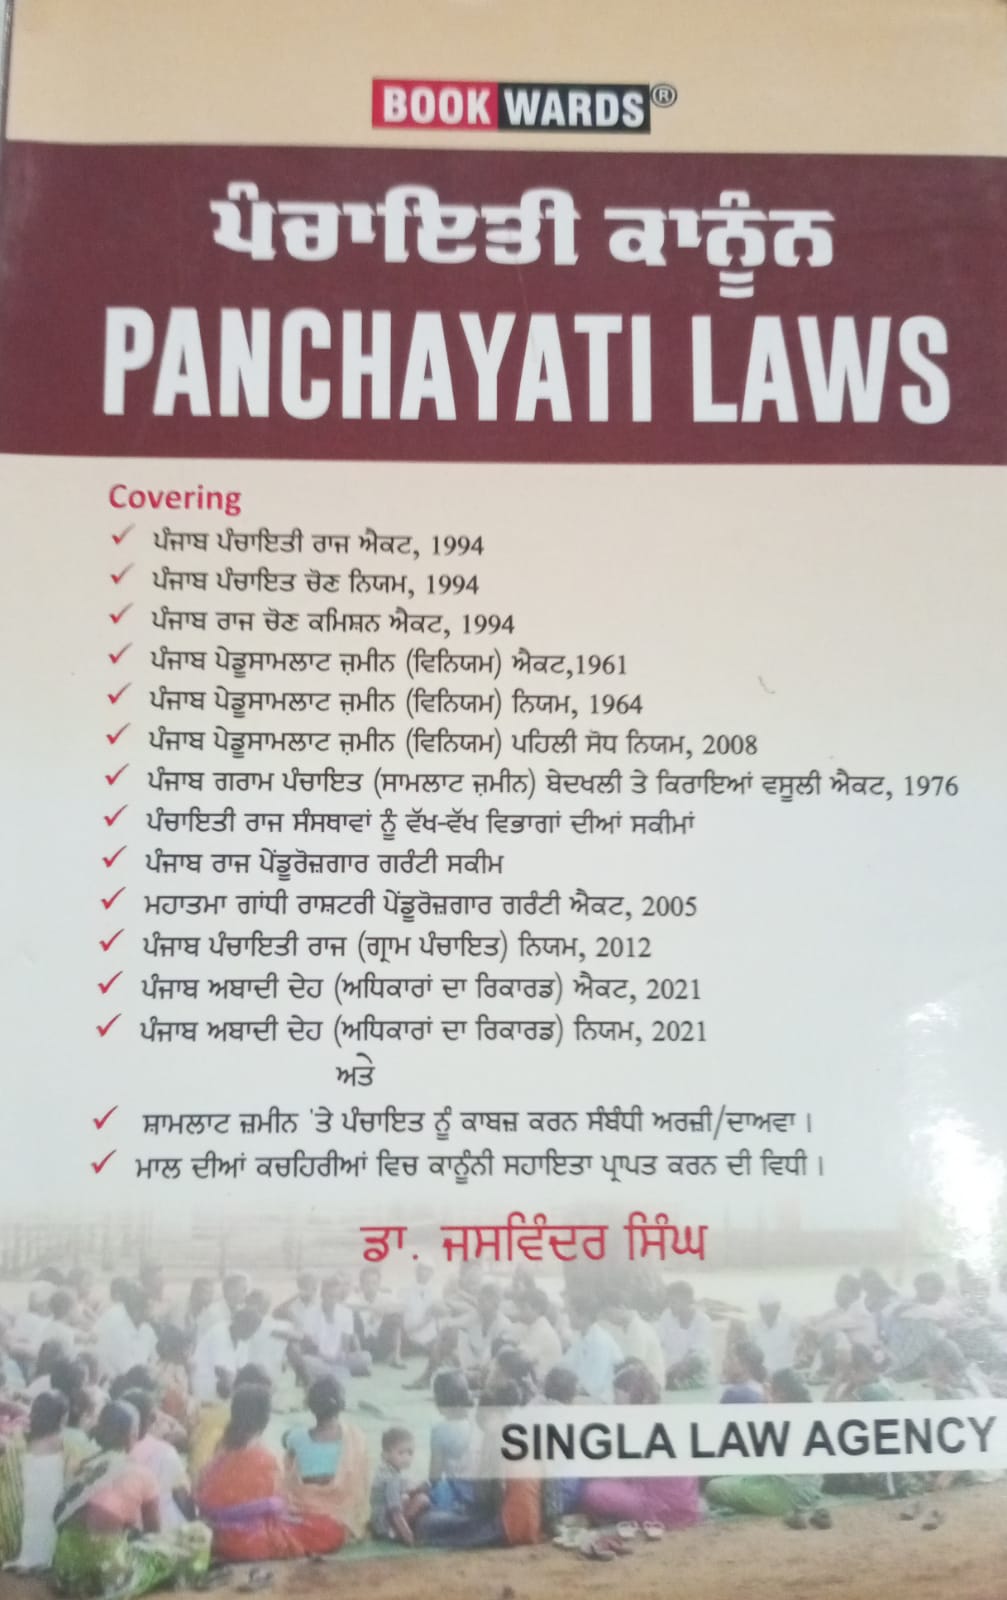 BOOK WARDS®
ਪੰਚਾਇਤੀ ਕਾਨੂੰਨ
PANCHAYATI LAWS
Covering
✓ ਪੰਜਾਬ ਪੰਚਾਇਤੀ ਰਾਜ ਐਕਟ, 1994
✓ ਪੰਜਾਬ ਪੰਚਾਇਤ ਚੋਣ ਨਿਯਮ, 1994
✓ ਪੰਜਾਬ ਰਾਜ ਚੋਣ ਕਮਿਸ਼ਨ ਐਕਟ, 1994
✓ ਪੰਜਾਬ ਪੇਡੂਸਾਮਲਾਟ ਜ਼ਮੀਨ (ਵਿਨਿਯਮ) ਐਕਟ,1961
✓ ਪੰਜਾਬ ਪੇਡੂਸਾਮਲਾਟ ਜ਼ਮੀਨ (ਵਿਨਿਯਮ) ਨਿਯਮ, 1964
✓ ਪੰਜਾਬ ਪੇਡੂਸਾਮਲਾਟ ਜ਼ਮੀਨ (ਵਿਨਿਯਮ) ਪਹਿਲੀ ਸੋਧ ਨਿਯਮ, 2008
✓ ਪੰਜਾਬ ਗਰਾਮ ਪੰਚਾਇਤ (ਸਾਮਲਾਟ ਜ਼ਮੀਨ) ਬੇਦਖਲੀ ਤੇ ਕਿਰਾਇਆਂ ਵਸੂਲੀ ਐਕਟ, 1976
✓ ਪੰਚਾਇਤੀ ਰਾਜ ਸੰਸਥਾਵਾਂ ਨੂੰ ਵੱਖ-ਵੱਖ ਵਿਭਾਗਾਂ ਦੀਆਂ ਸਕੀਮਾਂ
✓ ਪੰਜਾਬ ਰਾਜ ਪੇਂਡੂਰੋਜ਼ਗਾਰ ਗਰੰਟੀ ਸਕੀਮ
✓ ਮਹਾਤਮਾ ਗਾਂਧੀ ਰਾਸ਼ਟਰੀ ਪੇਂਡੂਰੋਜ਼ਗਾਰ ਗਰੰਟੀ ਐਕਟ, 2005
✓ ਪੰਜਾਬ ਪੰਚਾਇਤੀ ਰਾਜ (ਗ੍ਰਾਮ ਪੰਚਾਇਤ) ਨਿਯਮ, 2012
✓ ਪੰਜਾਬ ਅਬਾਦੀ ਦੇਹ (ਅਧਿਕਾਰਾਂ ਦਾ ਰਿਕਾਰਡ) ਐਕਟ, 2021
✓ ਪੰਜਾਬ ਅਬਾਦੀ ਦੇਹ (ਅਧਿਕਾਰਾਂ ਦਾ ਰਿਕਾਰਡ) ਨਿਯਮ, 2021
ਅਤੇ
✓ ਸ਼ਾਮਲਾਟ ਜ਼ਮੀਨ 'ਤੇ ਪੰਚਾਇਤ ਨੂੰ ਕਾਬਜ਼ ਕਰਨ ਸੰਬੰਧੀ ਅਰਜ਼ੀ/ਦਾਅਵਾ।
✓ ਮਾਲ ਦੀਆਂ ਕਚਹਿਰੀਆਂ ਵਿਚ ਕਾਨੂੰਨੀ ਸਹਾਇਤਾ ਪ੍ਰਾਪਤ ਕਰਨ ਦੀ ਵਿਧੀ।
ਡਾ. ਜਸਵਿੰਦਰ ਸਿੰਘ
SINGLA LAW AGENCY